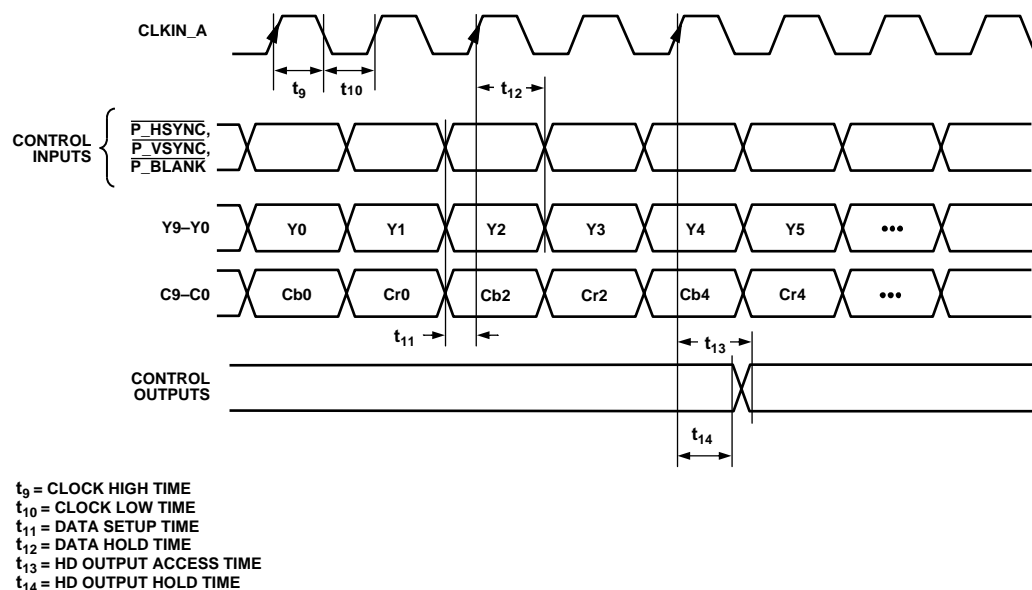 CLKIN_A
t9 t10 t12
CONTROL
INPUTS
P_HSYNC,
P_VSYNC,
P_BLANK
Y9–Y0 Y0 Y1 Y2 Y3 Y4 Y5 •••
C9–C0 Cb0 Cr0 Cb2 Cr2 Cb4 Cr4 •••
t11 t13
CONTROL
OUTPUTS
t14
t9 = CLOCK HIGH TIME
t10 = CLOCK LOW TIME
t11 = DATA SETUP TIME
t12 = DATA HOLD TIME
t13 = HD OUTPUT ACCESS TIME
t14 = HD OUTPUT HOLD TIME